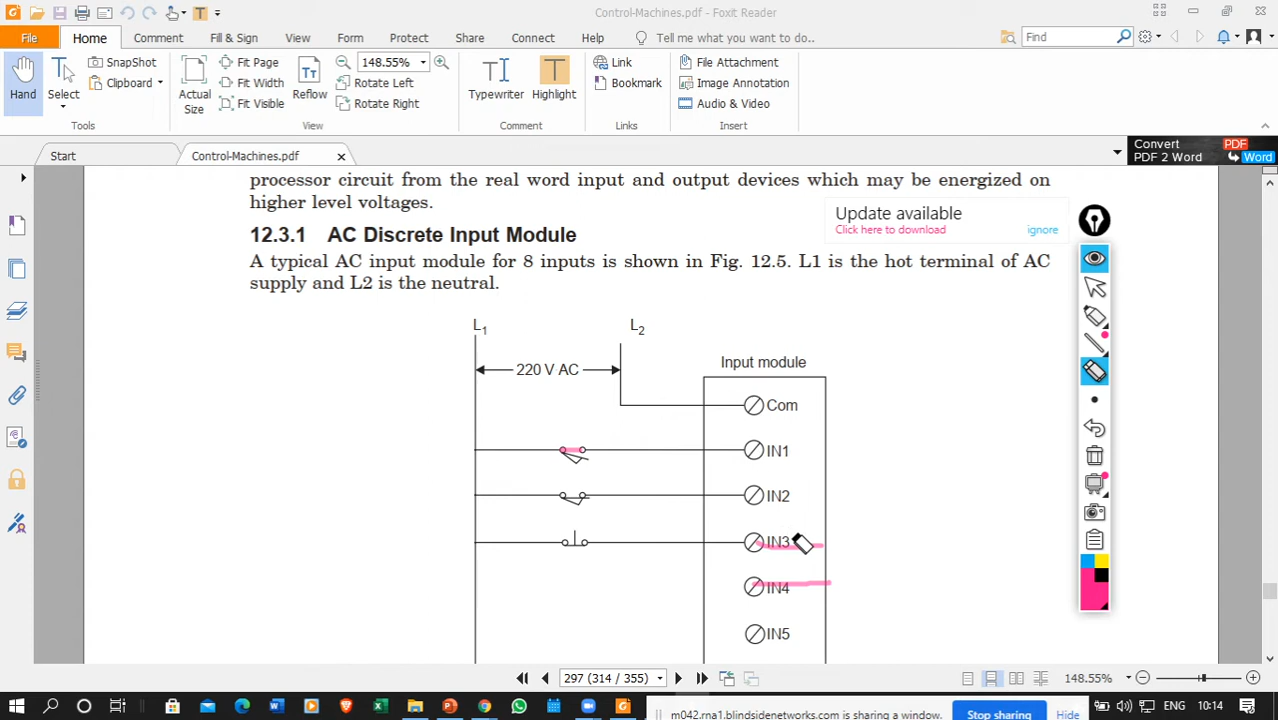 Control-Machines.pdf - Foxit Reader
File Home Comment Fill & Sign View Form Protect Share Connect Help Tell me what you want to do.. Find
Hand
Select
SnapShot
Clipboard
Tools
Actual
Size
Fit Page
Fit Width
Fit Visible
Reflow
148.55%
Rotate Left
Rotate Right
View
Typewriter
Highlight
Comment
Link
Bookmark
Links
File Attachment
Image Annotation
Audio & Video
Insert
Start
Control-Machines.pdf
Convert PDF
PDF 2 Word Word
processor circuit from the real word input and output devices which may be energized on
higher level voltages.
Update available
Click here to download ignore
12.3.1 AC Discrete Input Module
A typical AC input module for 8 inputs is shown in Fig. 12.5. L1 is the hot terminal of AC
supply and L2 is the neutral.
L1 L2
220 V AC
Input module
Com
IN1
IN2
IN3
IN4
IN5
297 (314 / 355)
148.55%
m042.rna1.blindsidenetworks.com is sharing a window.
Stop sharing
Hide
ENG
10:14